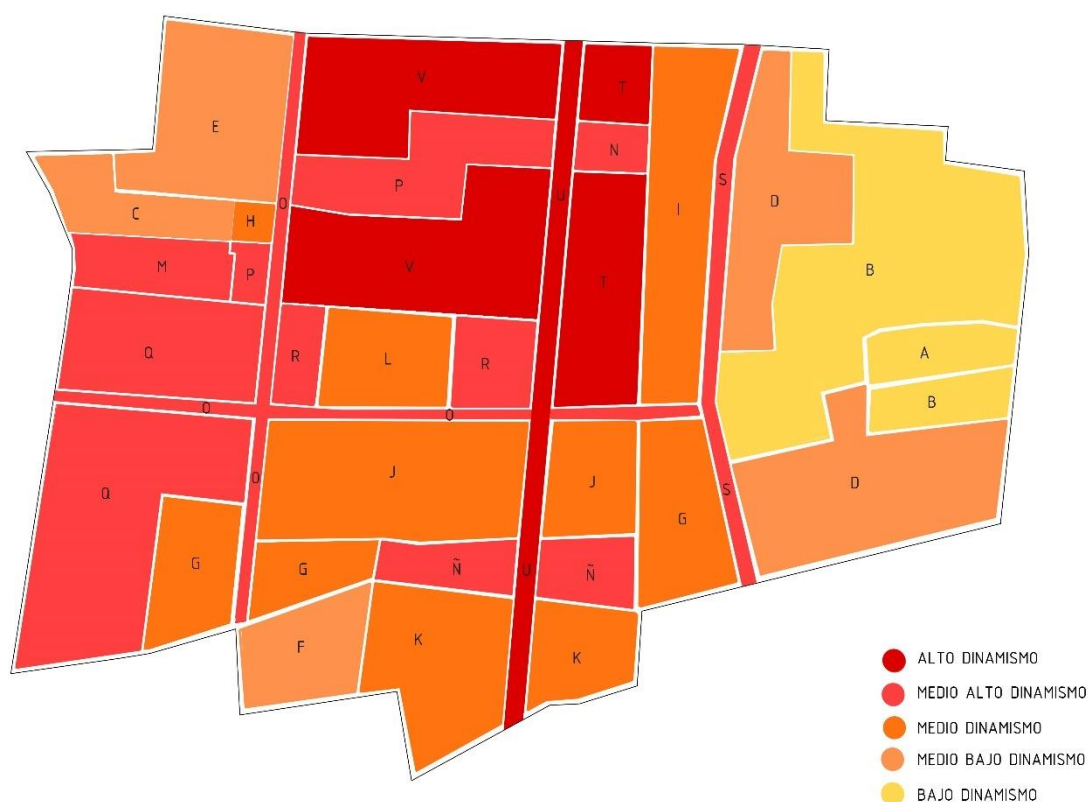 V
T
E
N
P
S
I
D
C
O
H
U
M
P
V
B
T
Q
R
L
R
A
O
O
B
J
O
J
S
D
Q
G
G
G
Ñ
U
Ñ
F
K
K
ALTO DINAMISMO
MEDIO ALTO DINAMISMO
MEDIO DINAMISMO
MEDIO BAJO DINAMISMO
BAJO DINAMISMO